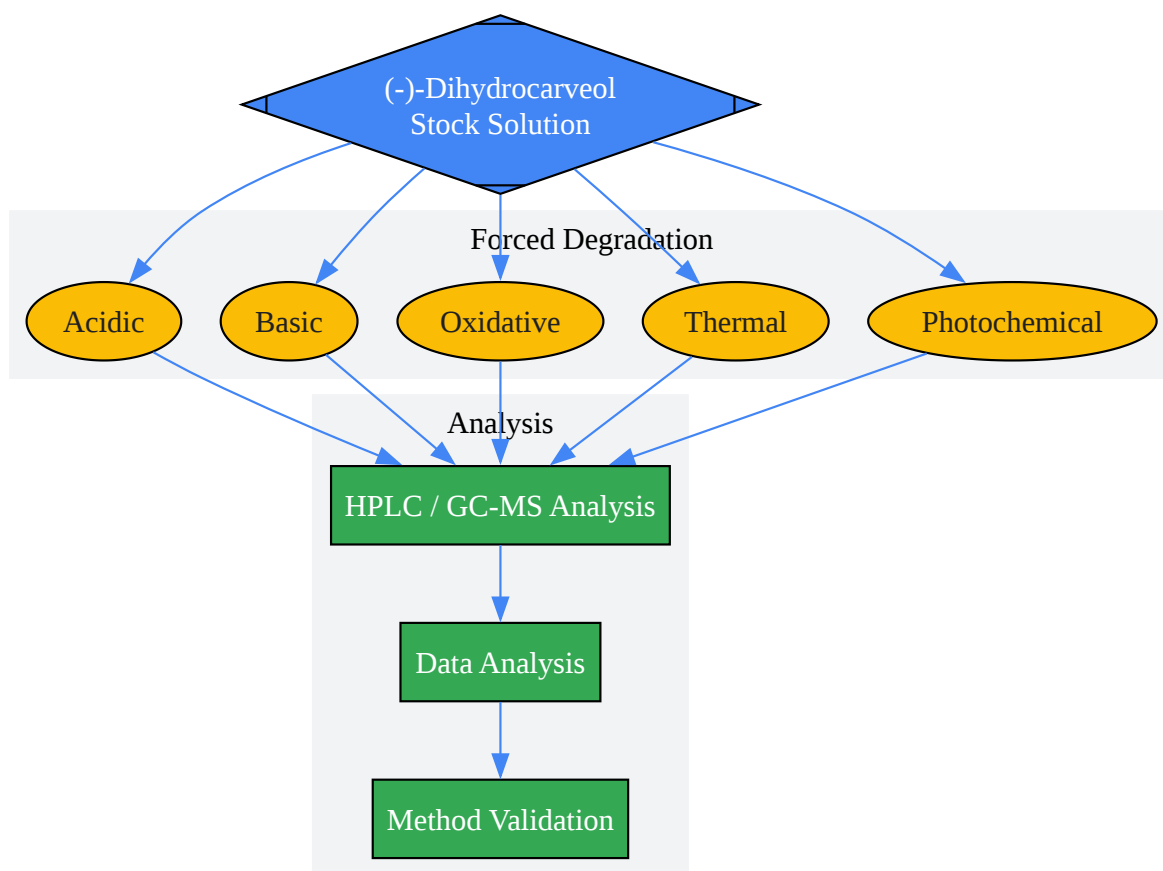 (-)-Dihydrocarveol
Stock Solution
Forced Degradation
Acidic
Basic
Oxidative
Thermal
Photochemical
Analysis
HPLC / GC-MS Analysis
Data Analysis
Method Validation